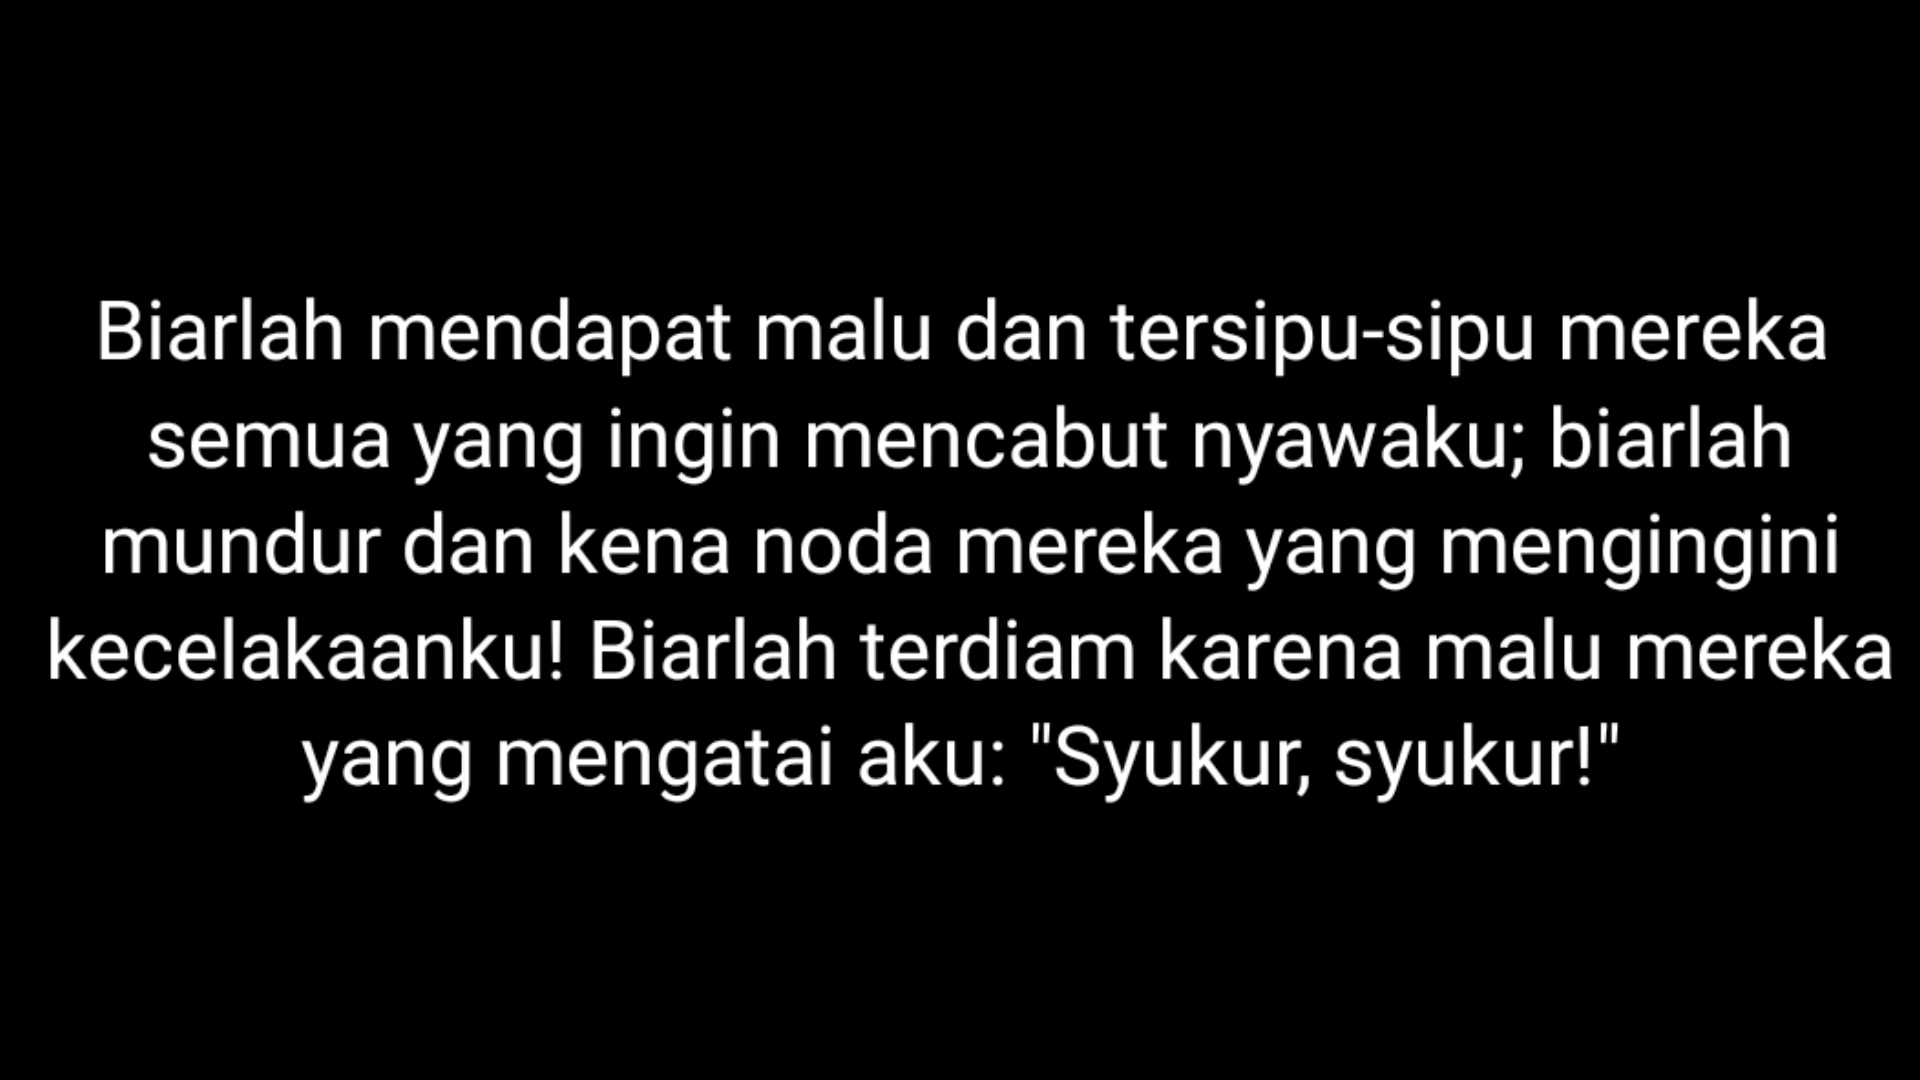 Biarlah mendapat malu dan tersipu-sipu mereka
semua yang ingin mencabut nyawaku; biarlah
mundur dan kena noda mereka yang mengingini
kecelakaanku! Biarlah terdiam karena malu mereka
yang mengatai aku: "Syukur, syukur!"